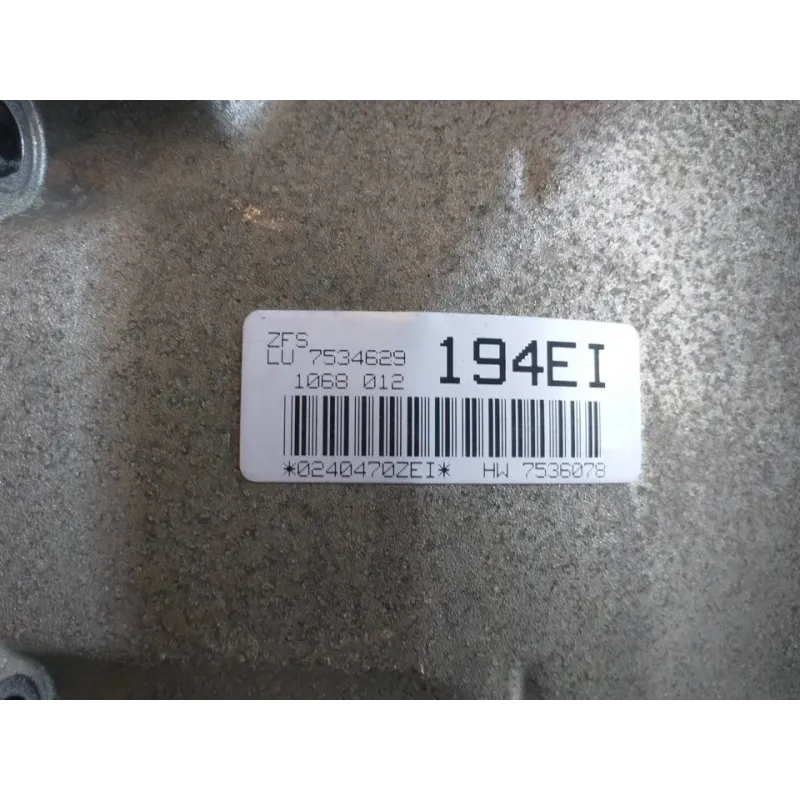 ZFS
LU 7534629
194EI
1068 012
*0240470ZEI* HW 7536078